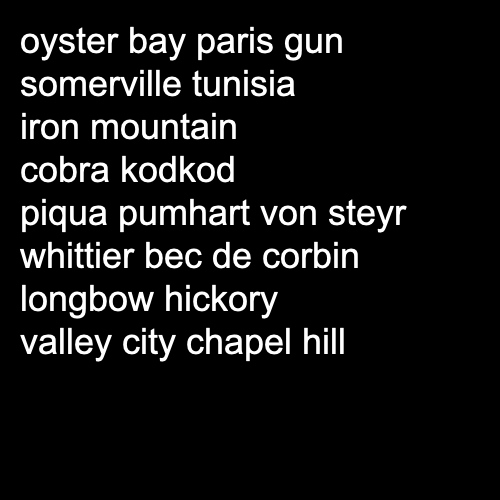 oyster bay paris gun
somerville tunisia
iron mountain
cobra kodkod
piqua pumhart von steyr
whittier bec de corbin
longbow hickory
valley city chapel hill